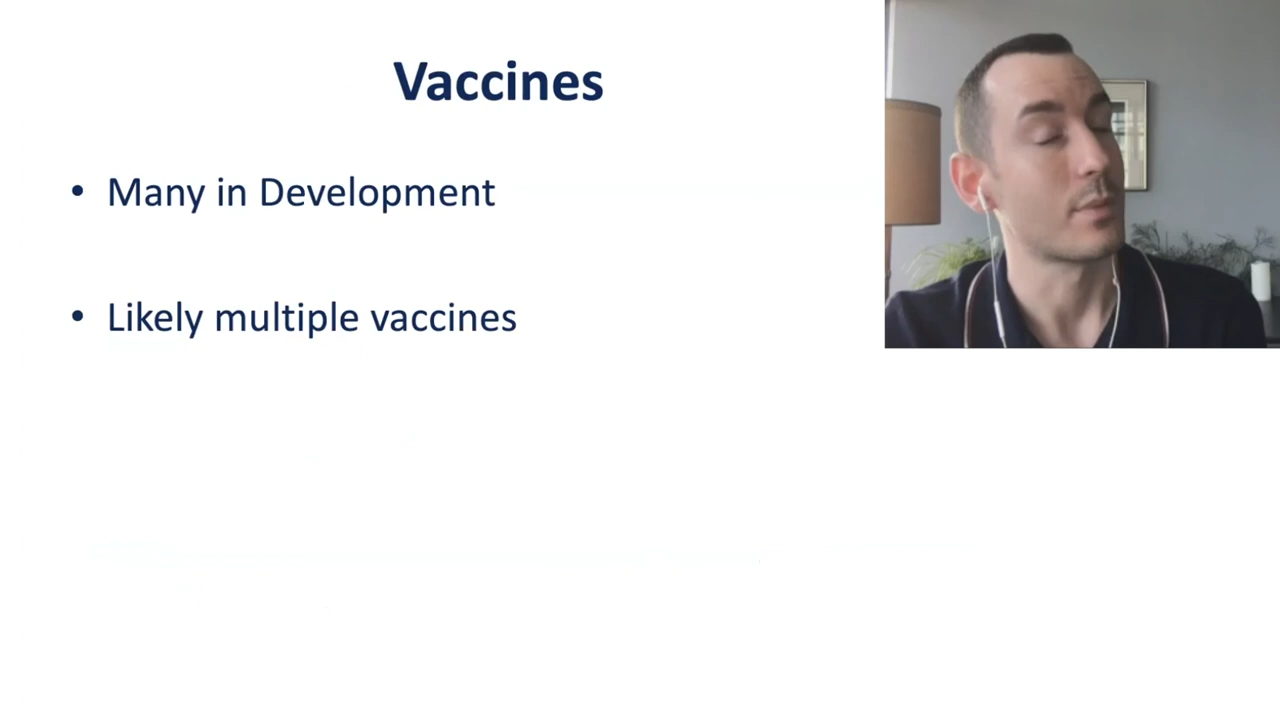 Vaccines
• Many in Development
• Likely multiple vaccines